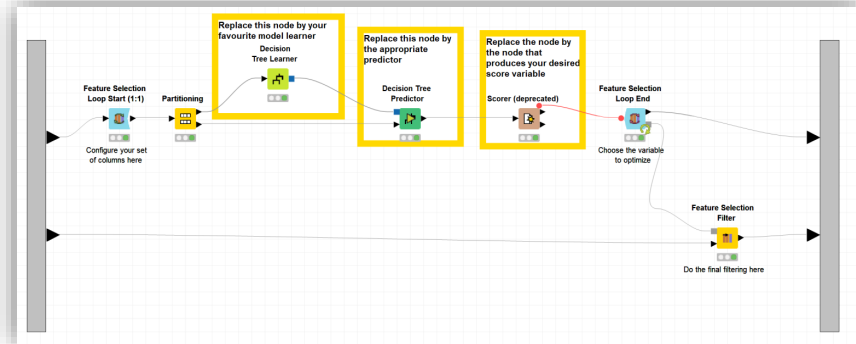 Replace this node by your
favourite model learner
Decision
Tree Learner
Replace this node by
the appropriate
predictor
Replace the node by
the node that
produces your desired
score variable
Feature Selection
Loop Start (1:1)
Partitioning
Decision Tree
Predictor
Scorer (deprecated)
Feature Selection
Loop End
Configure your set
of columns here
Choose the variable
to optimize
Feature Selection
Filter
Do the final filtering here